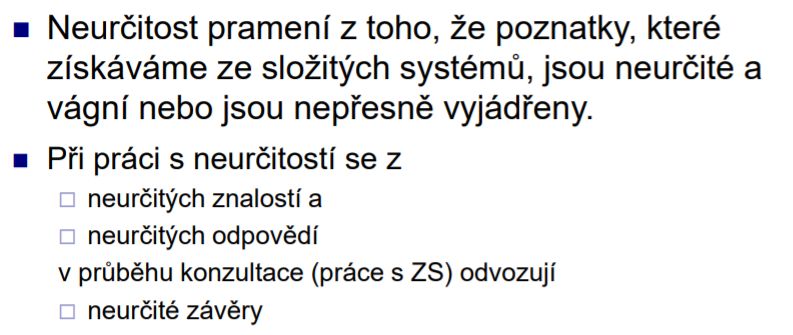 Neurčitost pramení z toho, že poznatky, které
získáváme ze složitých systémů, jsou neurčité a
vágní nebo jsou nepřesně vyjádřeny.
Při práci s neurčitostí se z
neurčitých znalostí a
neurčitých odpovědí
v průběhu konzultace (práce s ZS) odvozují
neurčité závěry